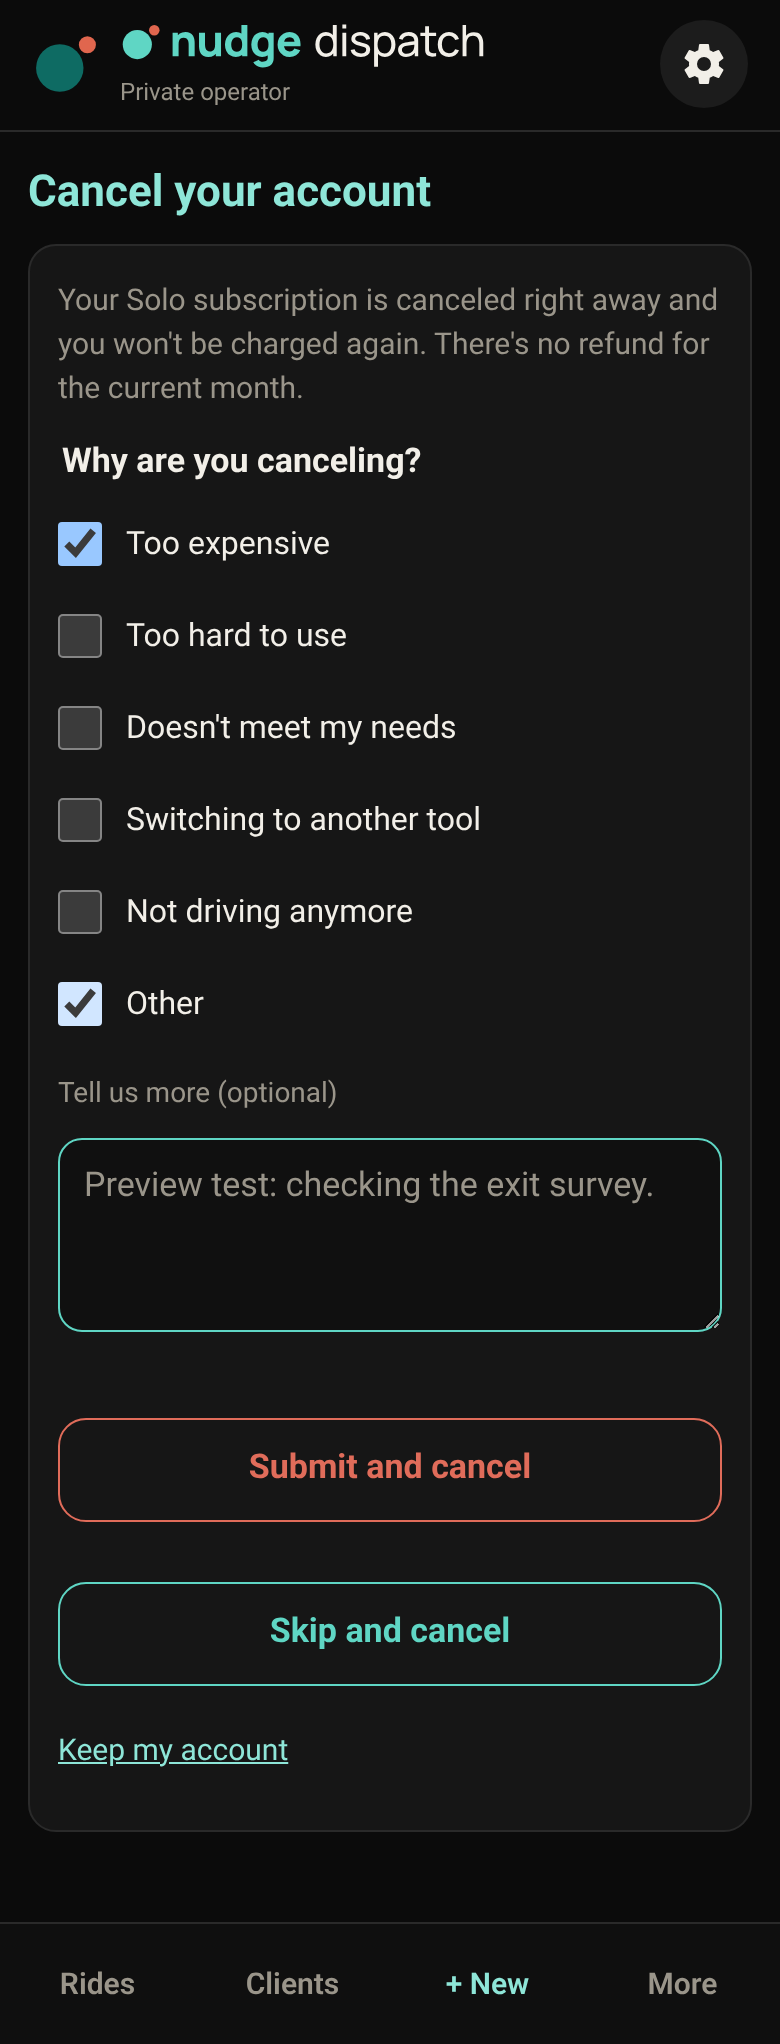 nudge dispatch
Private operator
Cancel your account
Your Solo subscription is canceled right away and
you won't be charged again. There's no refund for
the current month.
Why are you canceling?
Too expensive
Too hard to use
Doesn't meet my needs
Switching to another tool
Not driving anymore
Other
Tell us more (optional)
Preview test: checking the exit survey.
Submit and cancel
Skip and cancel
Keep my account
Rides Clients + New More